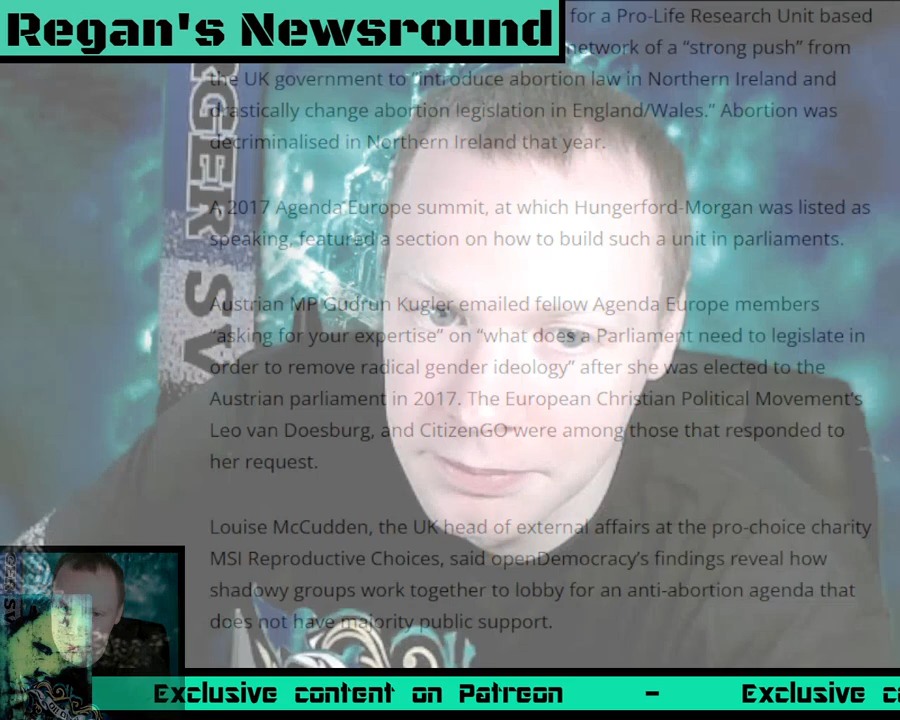 Regan's Newsround
for a Pro-Life Research Unit based
network of a “strong push” from
the UK government to “introduce abortion law in Northern Ireland and
drastically change abortion legislation in England/Wales.” Abortion was
decriminalised in Northern Ireland that year.
A 2017 Agenda Europe summit, at which Hungerford-Morgan was listed as
speaking, featured a section on how to build such a unit in parliaments.
Austrian MP Gudrun Kugler emailed fellow Agenda Europe members
“asking for your expertise” on “what does a Parliament need to legislate in
order to remove radical gender ideology” after she was elected to the
Austrian parliament in 2017. The European Christian Political Movement’s
Leo van Doesburg, and CitizenGO were among those that responded to
her request.
Louise McCudden, the UK head of external affairs at the pro-choice charity
MSI Reproductive Choices, said openDemocracy’s findings reveal how
shadowy groups work together to lobby for an anti-abortion agenda that
does not have majority public support.
GER SV
Exclusive content on Patreon - Exclusive c